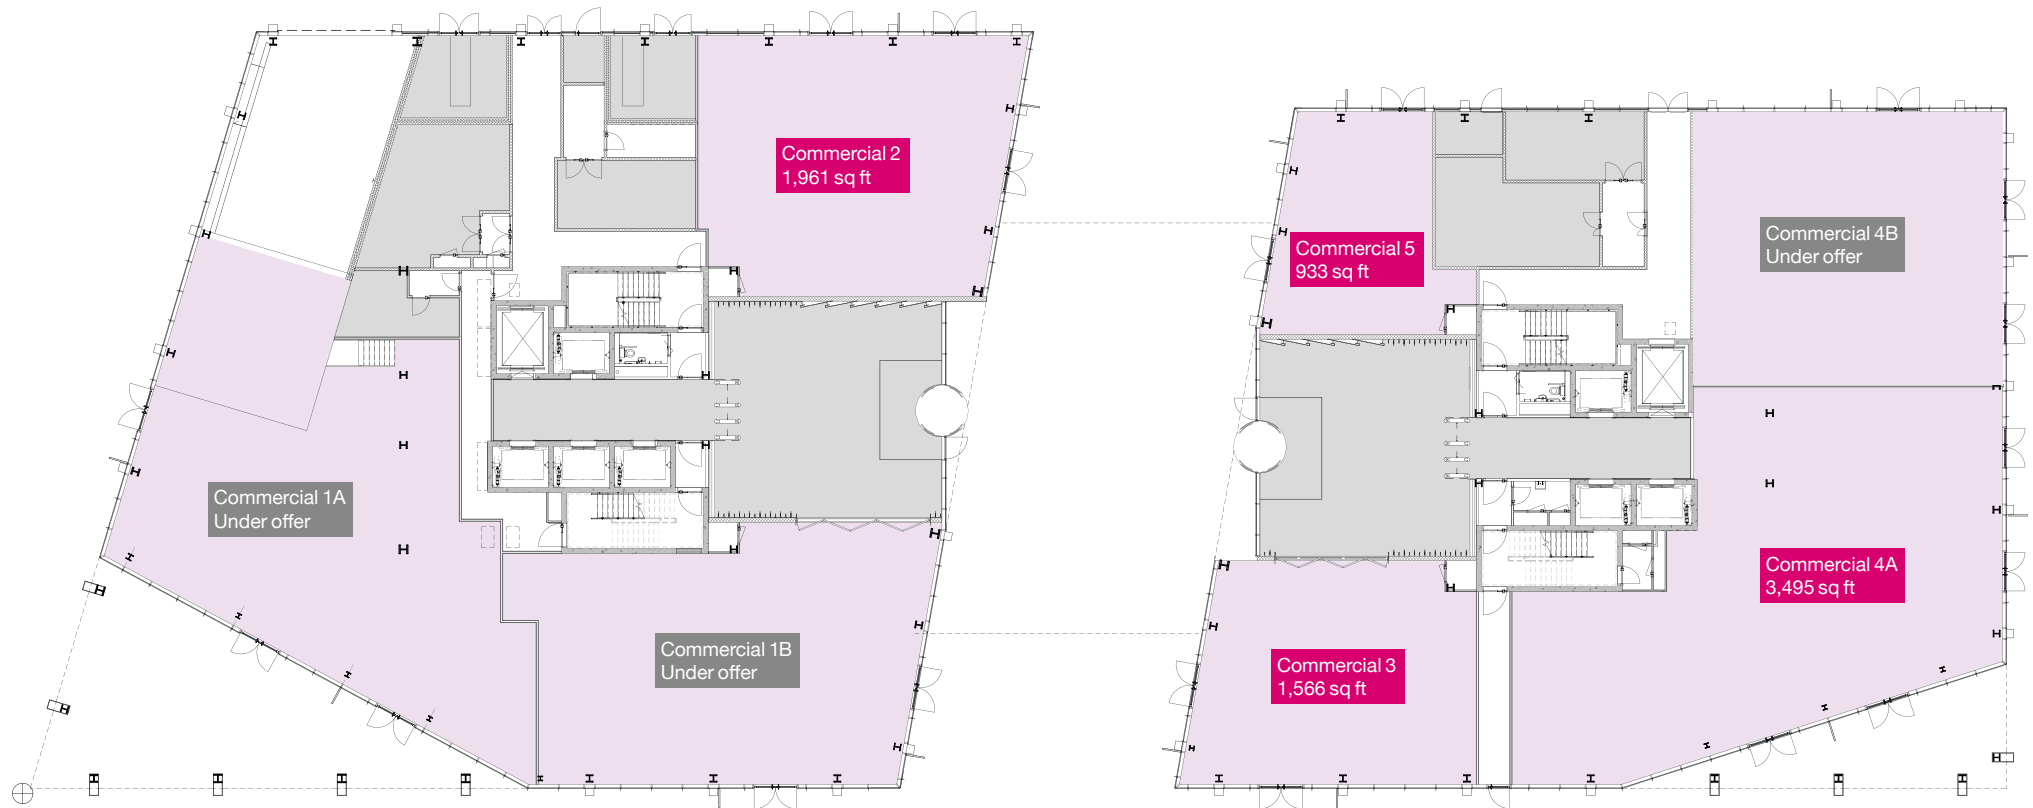 Commercial 2
1,961 sq ft
Commercial 5
933 sq ft
Commercial 4B
Under offer
Commercial 1A
Under offer
Commercial 4A
3,495 sq ft
Commercial 1B
Under offer
Commercial 3
1,566 sq ft